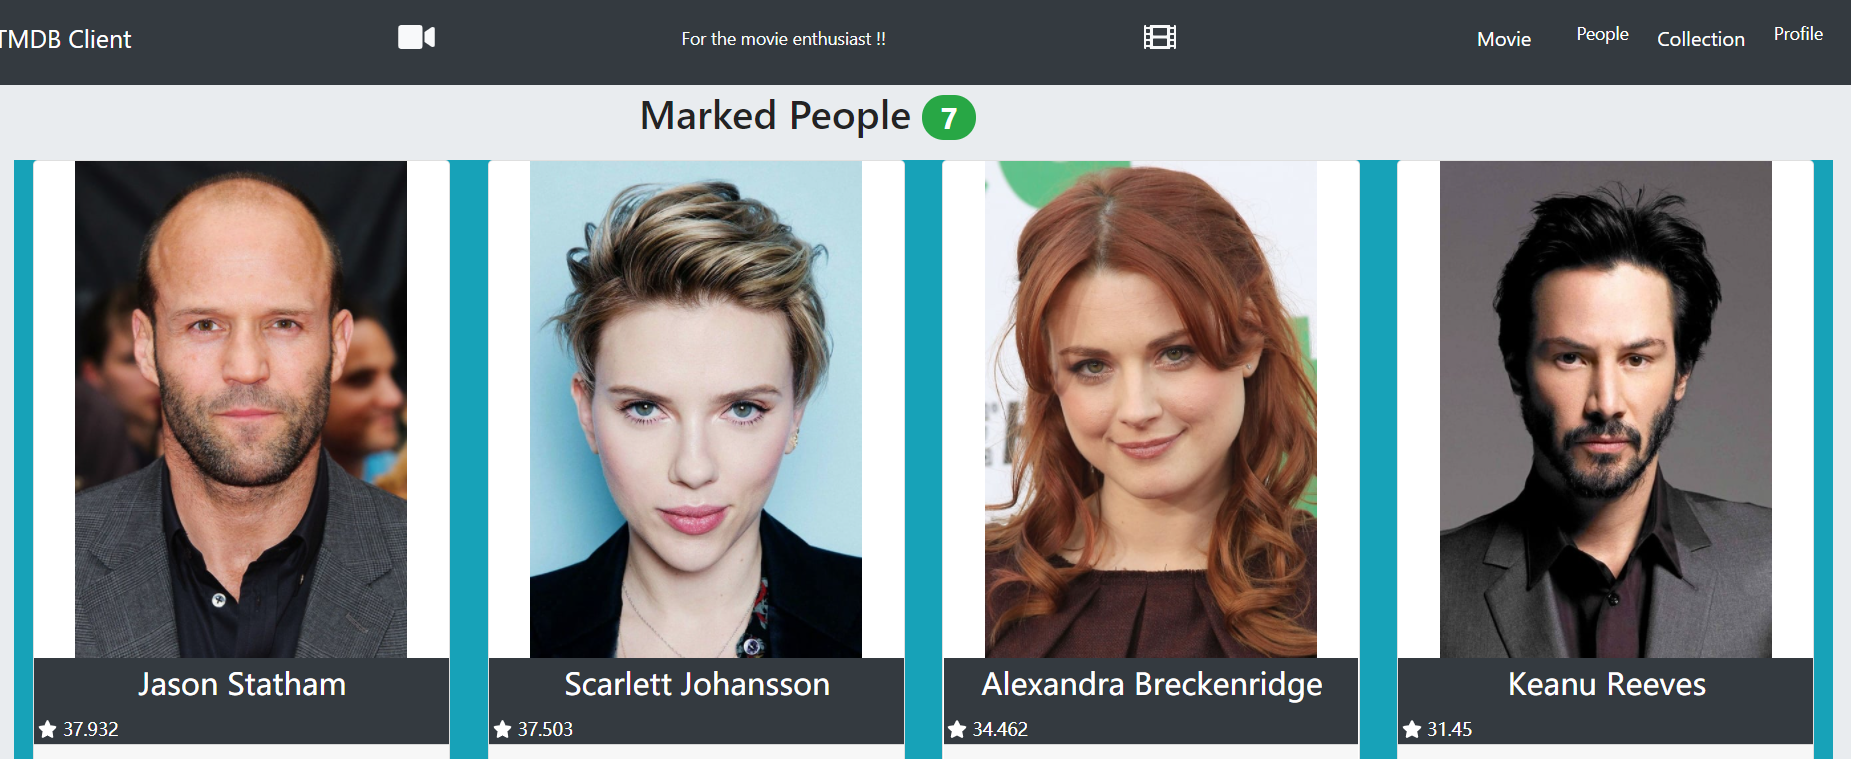 TMDB Client
For the movie enthusiast !!
Movie People Collection Profile
Marked People 7
Jason Statham
37.932
Scarlett Johansson
37.503
Alexandra Breckenridge
34.462
Keanu Reeves
31.45